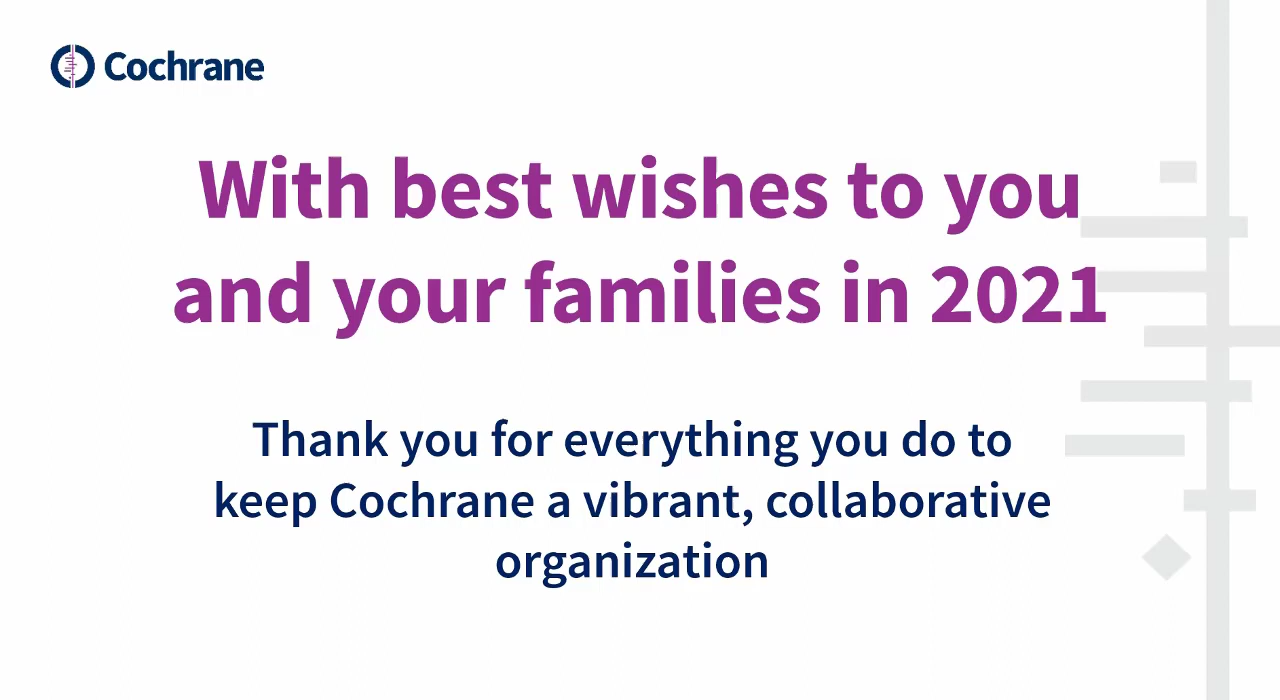 Cochrane
With best wishes to you
and your families in 2021
Thank you for everything you do to
keep Cochrane a vibrant, collaborative
organization